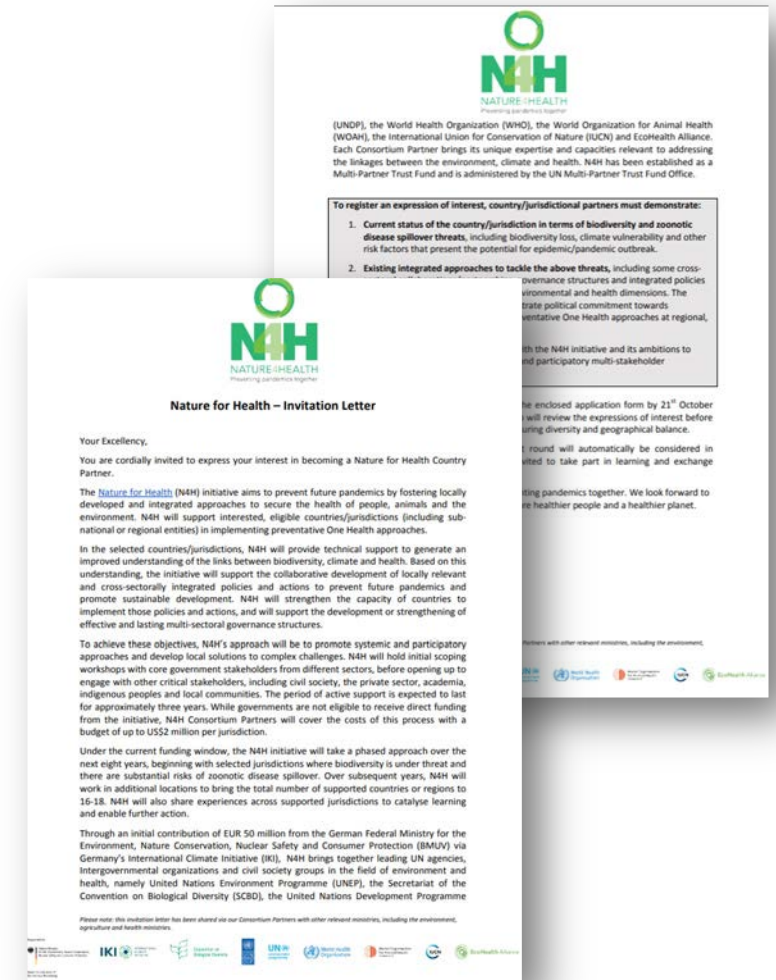 N4H
NATURE4HEALTH
Preventing pandemics together
Nature for Health – Invitation Letter
Your Excellency,
You are cordially invited to express your interest in becoming a Nature for Health Country
Partner.
The Nature for Health (N4H) initiative aims to prevent future pandemics by fostering locally
developed and integrated approaches to secure the health of people, animals and the
environment. N4H will support interested, eligible countries/jurisdictions (including sub-
national or regional entities) in implementing preventative One Health approaches.
In the selected countries/jurisdictions, N4H will provide technical support to generate an
improved understanding of the links between biodiversity, climate and health. Based on this
understanding, the initiative will support the collaborative development of locally relevant
and cross-sectorally integrated policies and actions to prevent future pandemics and
promote sustainable development. N4H will strengthen the capacity of countries to
implement those policies and actions, and will support the development or strengthening of
effective and lasting multi-sectoral governance structures.
To achieve these objectives, N4H's approach will be to promote systemic and participatory
approaches and develop local solutions to complex challenges. N4H will hold initial scoping
workshops with core government stakeholders from different sectors, before opening up to
engage with other critical stakeholders, including civil society, the private sector, academia,
indigenous peoples and local communities. The period of active support is expected to last
for approximately three years. While governments are not eligible to receive direct funding
from the initiative, N4H Consortium Partners will cover the costs of this process with a
budget of up to US$2 million per jurisdiction.
Under the current funding window, the N4H initiative will take a phased approach over the
next eight years, beginning with selected jurisdictions where biodiversity is under threat and
there are substantial risks of zoonotic disease spillover. Over subsequent years, N4H will
work in additional locations to bring the total number of supported countries or regions to
16-18. N4H will also share experiences across supported jurisdictions to catalyse learning
and enable further action.
Through an initial contribution of EUR 50 million from the German Federal Ministry for the
Environment, Nature Conservation, Nuclear Safety and Consumer Protection (BMUV) via
Germany's International Climate Initiative (IKI), N4H brings together leading UN agencies,
Intergovernmental organizations and civil society groups in the field of environment and
health, namely United Nations Environment Programme (UNEP), the Secretariat of the
Convention on Biological Diversity (SCBD), the United Nations Development Programme
Please note: this invitation letter has been shared via our Consortium Partners with other relevant ministries, including the environment,
agriculture and health ministries.
IKI
UN
World Health Organization
IUCN
EcoHealth Alliance
N4H
NATURE4HEALTH
Preventing pandemics together
(UNDP), the World Health Organization (WHO), the World Organization for Animal Health
(WOAH), the International Union for Conservation of Nature (IUCN) and EcoHealth Alliance.
Each Consortium Partner brings its unique expertise and capacities relevant to addressing
the linkages between the environment, climate and health. N4H has been established as a
Multi-Partner Trust Fund and is administered by the UN Multi-Partner Trust Fund Office.
To register an expression of interest, country/jurisdictional partners must demonstrate:
1. Current status of the country/jurisdiction in terms of biodiversity and zoonotic
disease spillover threats, including biodiversity loss, climate vulnerability and other
risk factors that present the potential for epidemic/pandemic outbreak.
2. Existing integrated approaches to tackle the above threats, including some cross-
overnance structures and integrated policies
vironmental and health dimensions. The
trate political commitment towards
ventative One Health approaches at regional,
th the N4H initiative and its ambitions to
nd participatory multi-stakeholder
he enclosed application form by 21st October
will review the expressions of interest before
uring diversity and geographical balance.
t round will automatically be considered in
vited to take part in learning and exchange
ting pandemics together. We look forward to
re healthier people and a healthier planet.
Partners with other relevant ministries, including the environment,
World Health Organization
IUCN
EcoHealth Alliance